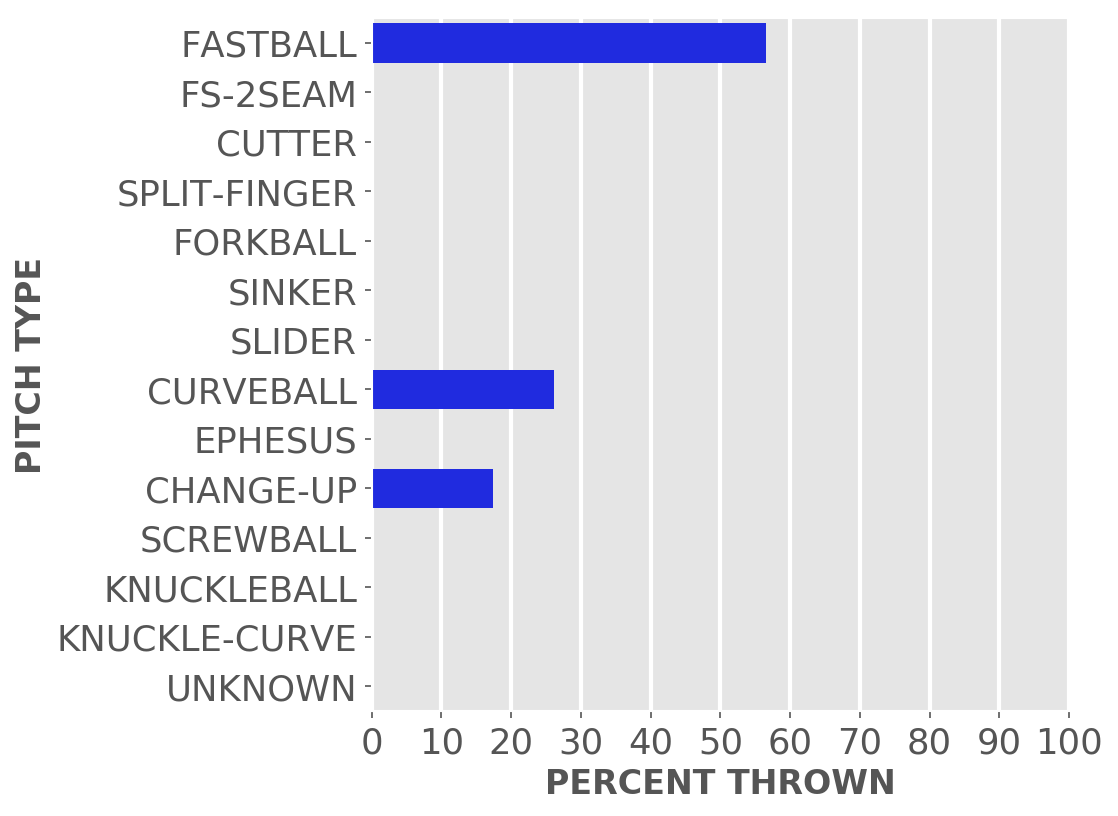 FASTBALL
FS-2SEAM
CUTTER
SPLIT-FINGER
FORKBALL
SINKER
SLIDER
CURVEBALL
EPHESUS
CHANGE-UP
SCREWBALL
KNUCKLEBALL
KNUCKLE-CURVE
UNKNOWN
PITCH TYPE
0 10 20 30 40 50 60 70 80 90 100
PERCENT THROWN